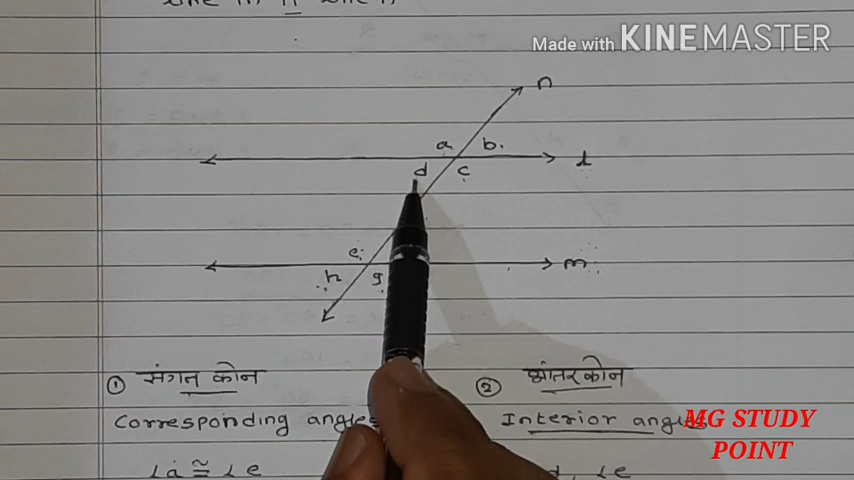 Made with KINEMASTER
n
a b
l
d c
e
m
h g
① संगत कोन ② आंतरकोन
Corresponding angles Interior angles
MG STUDY
POINT
∠a ≅ ∠e d, ∠e